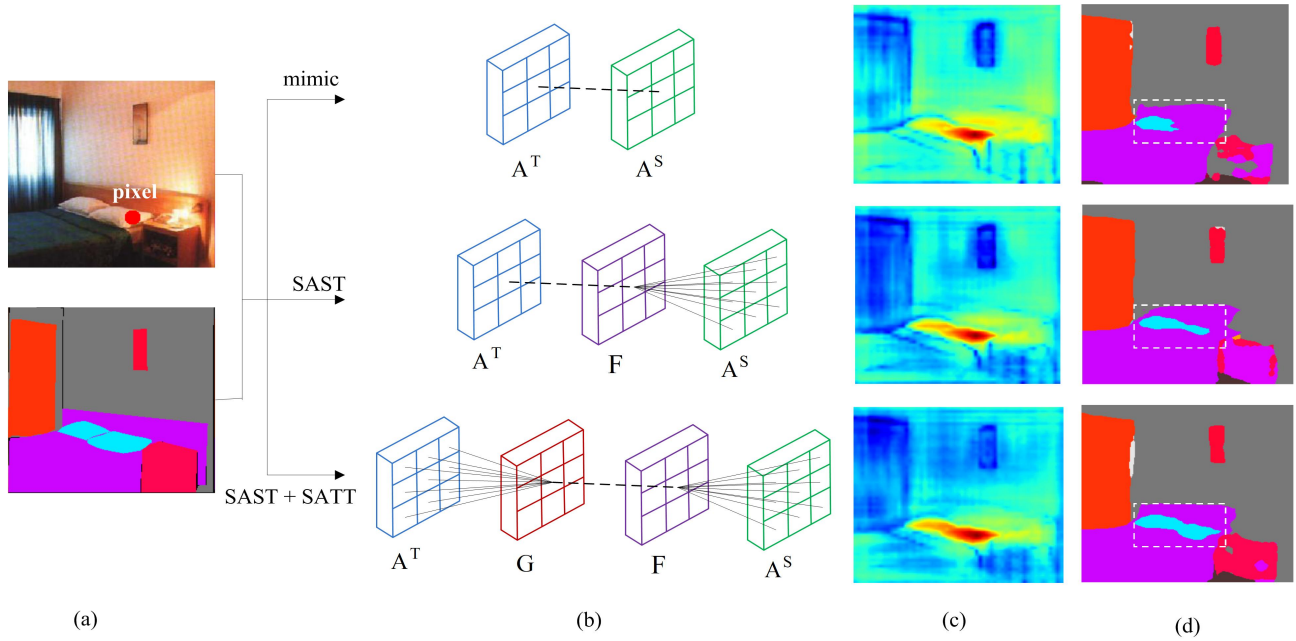 mimic
A^T A^S
pixel
SAST
A^T F A^S
SAST + SATT
A^T G F A^S
(a) (b) (c) (d)